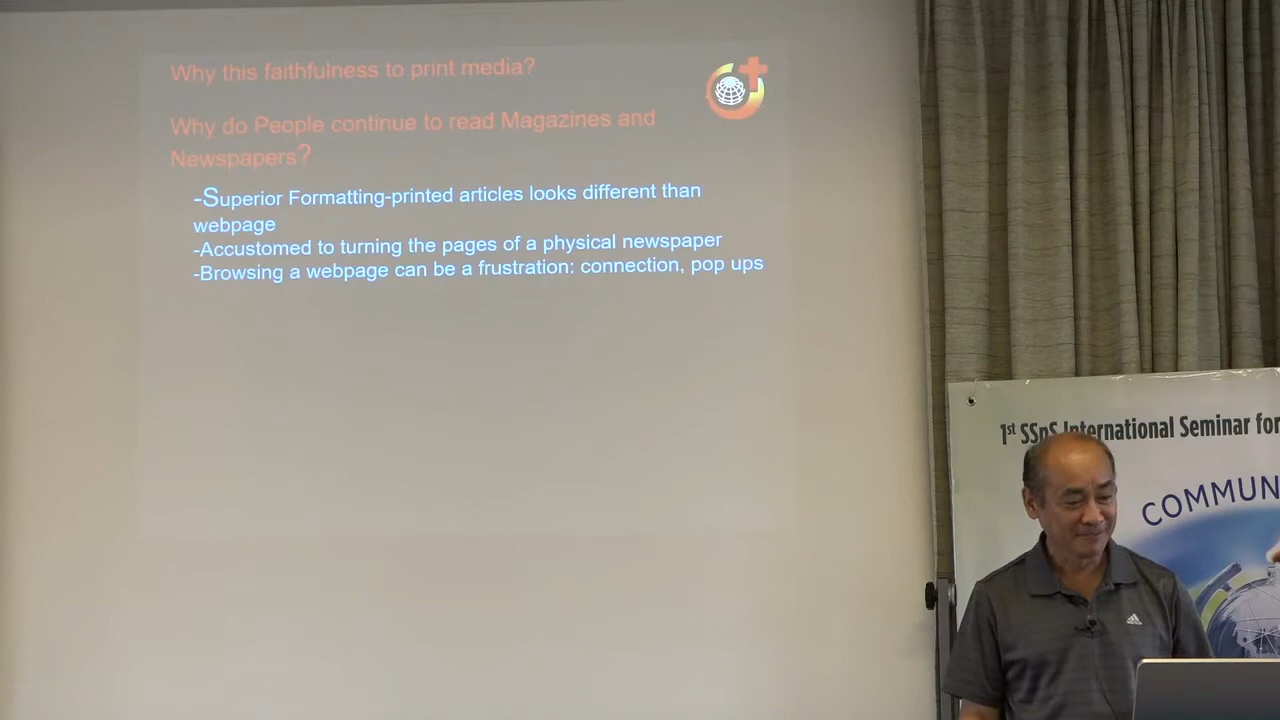 Why this faithfulness to print media?
Why do People continue to read Magazines and
Newspapers?
-Superior Formatting-printed articles looks different than
webpage
-Accustomed to turning the pages of a physical newspaper
-Browsing a webpage can be a frustration: connection, pop ups
1st SSpS International Seminar for
COMMUN